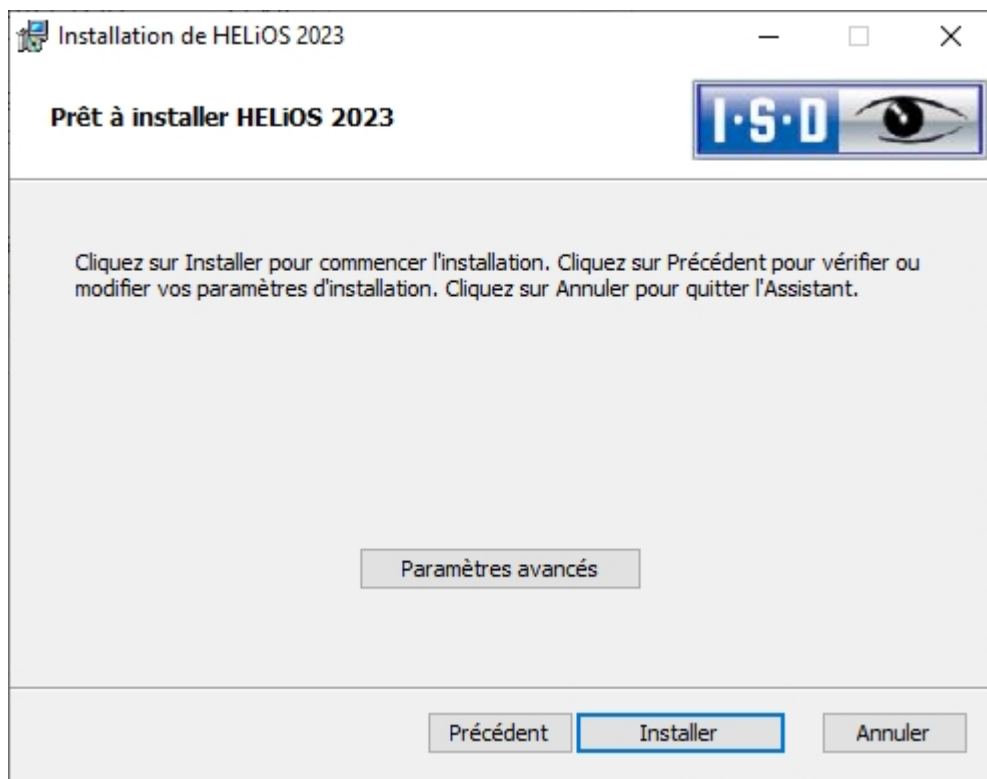 Installation de HELiOS 2023
Prêt à installer HELiOS 2023
I·S·D
Cliquez sur Installer pour commencer l'installation. Cliquez sur Précédent pour vérifier ou
modifier vos paramètres d'installation. Cliquez sur Annuler pour quitter l'Assistant.
Paramètres avancés
Précédent
Installer
Annuler